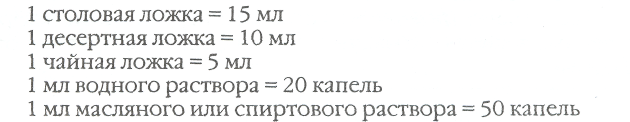 1 столовая ложка = 15 мл
1 десертная ложка = 10 мл
1 чайная ложка = 5 мл
1 мл водного раствора = 20 капель
1 мл масляного или спиртового раствора = 50 капель